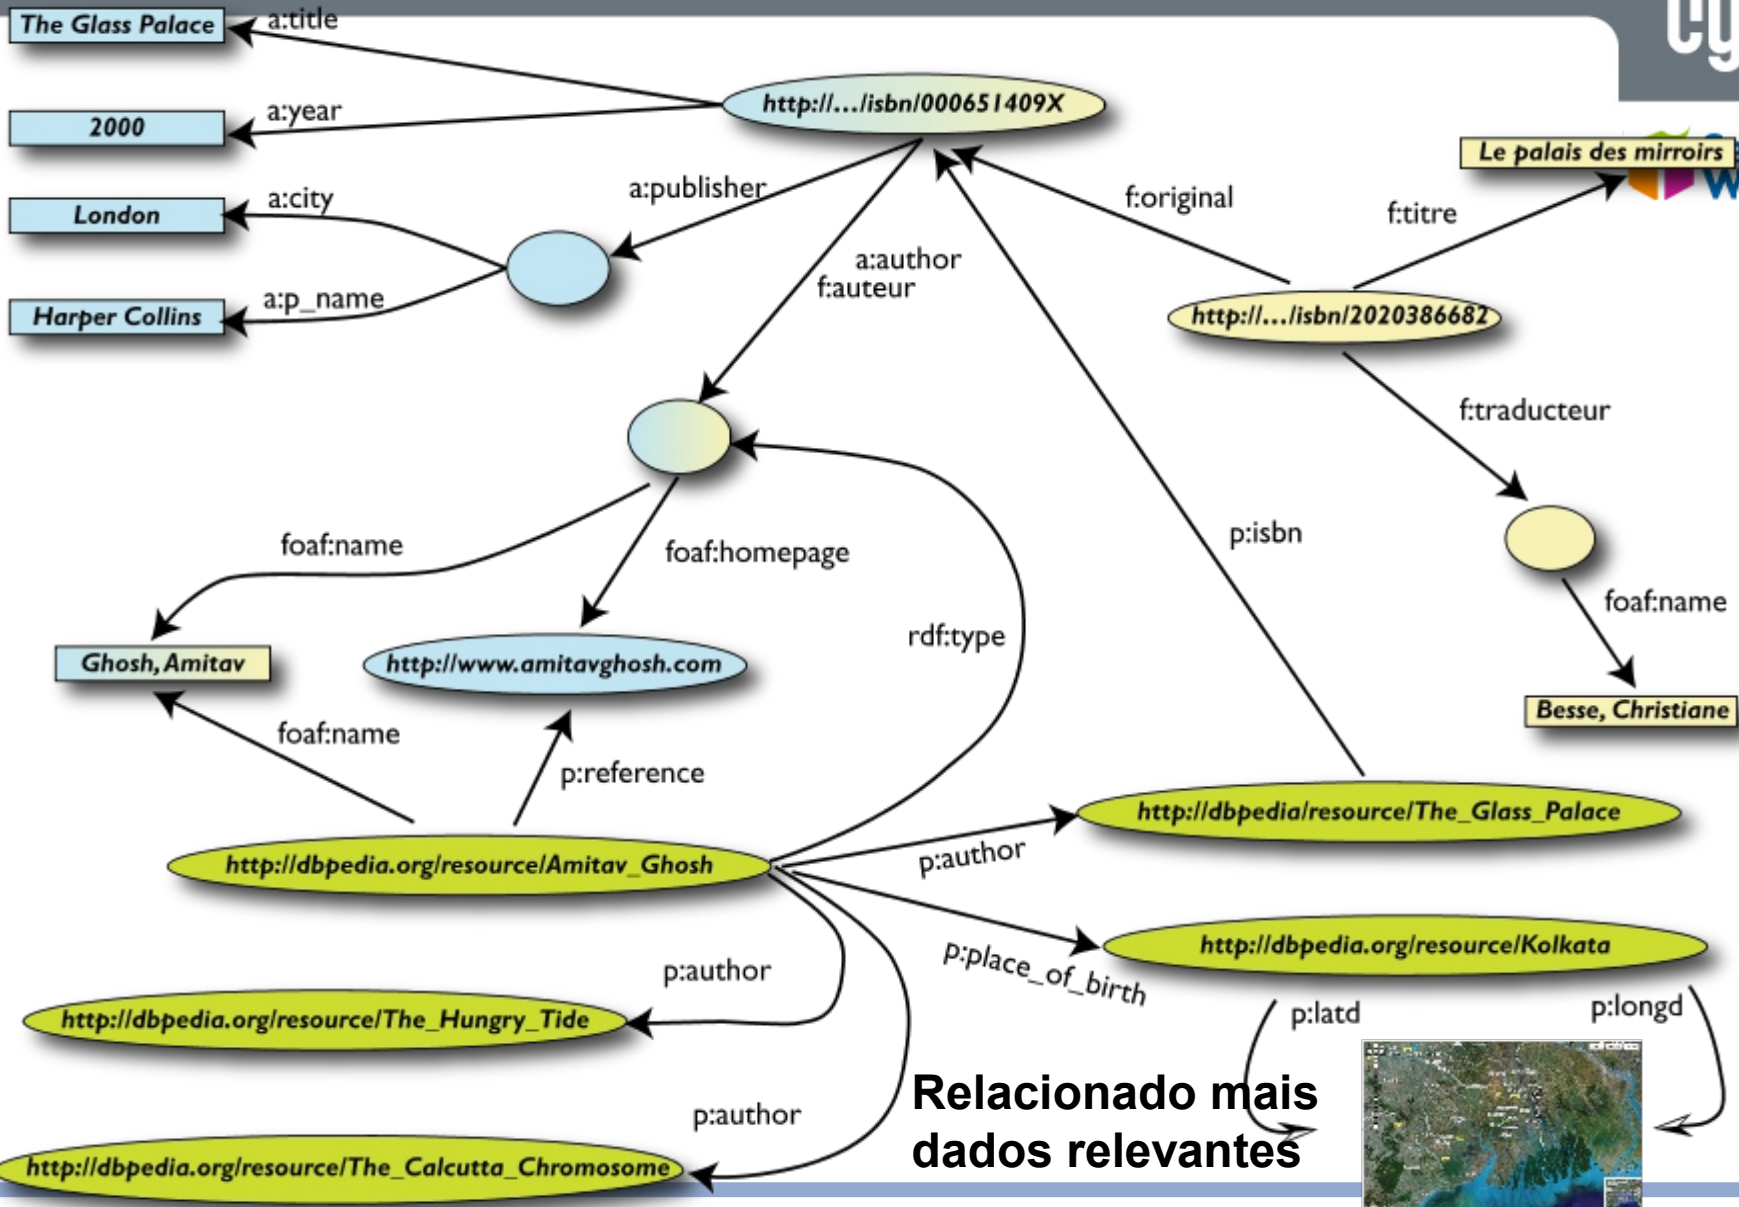 The Glass Palace
a:title
http://.../isbn/000651409X
2000
a:year
Le palais des mirroirs
London
a:city
a:publisher
f:original
f:titre
a:author
f:auteur
Harper Collins
a:p_name
http://.../isbn/2020386682
f:traducteur
foaf:name
foaf:homepage
p:isbn
foaf:name
rdf:type
Ghosh, Amitav
http://www.amitavghosh.com
Besse, Christiane
foaf:name
p:reference
http://dbpedia/resource/The_Glass_Palace
http://dbpedia.org/resource/Amitav_Ghosh
p:author
http://dbpedia.org/resource/Kolkata
p:place_of_birth
p:author
http://dbpedia.org/resource/The_Hungry_Tide
p:latd
p:longd
Relacionado mais
dados relevantes
p:author
http://dbpedia.org/resource/The_Calcutta_Chromosome